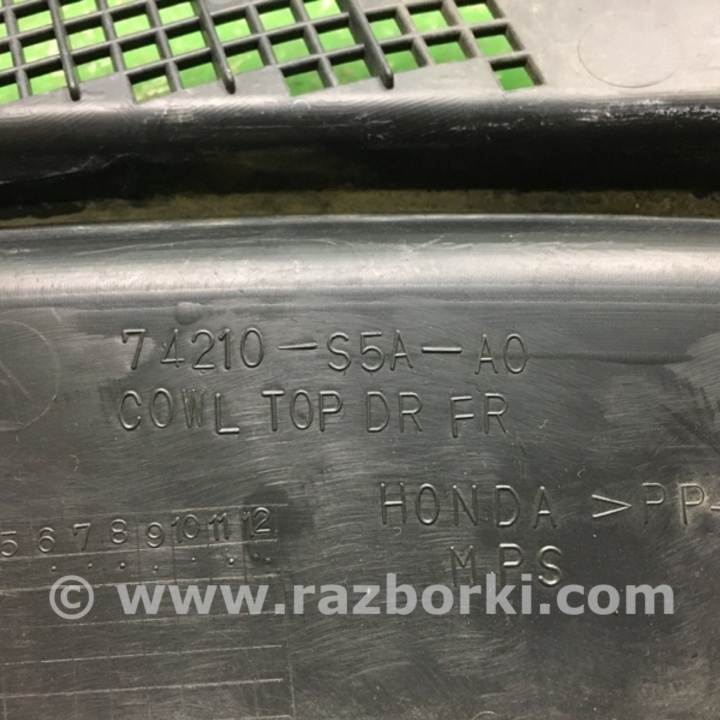 74210-S5A-A0
COWL TOP DR FR
HONDA >PP-
MPS
5 6 7 8 9 10 11 12
© www.razborki.com